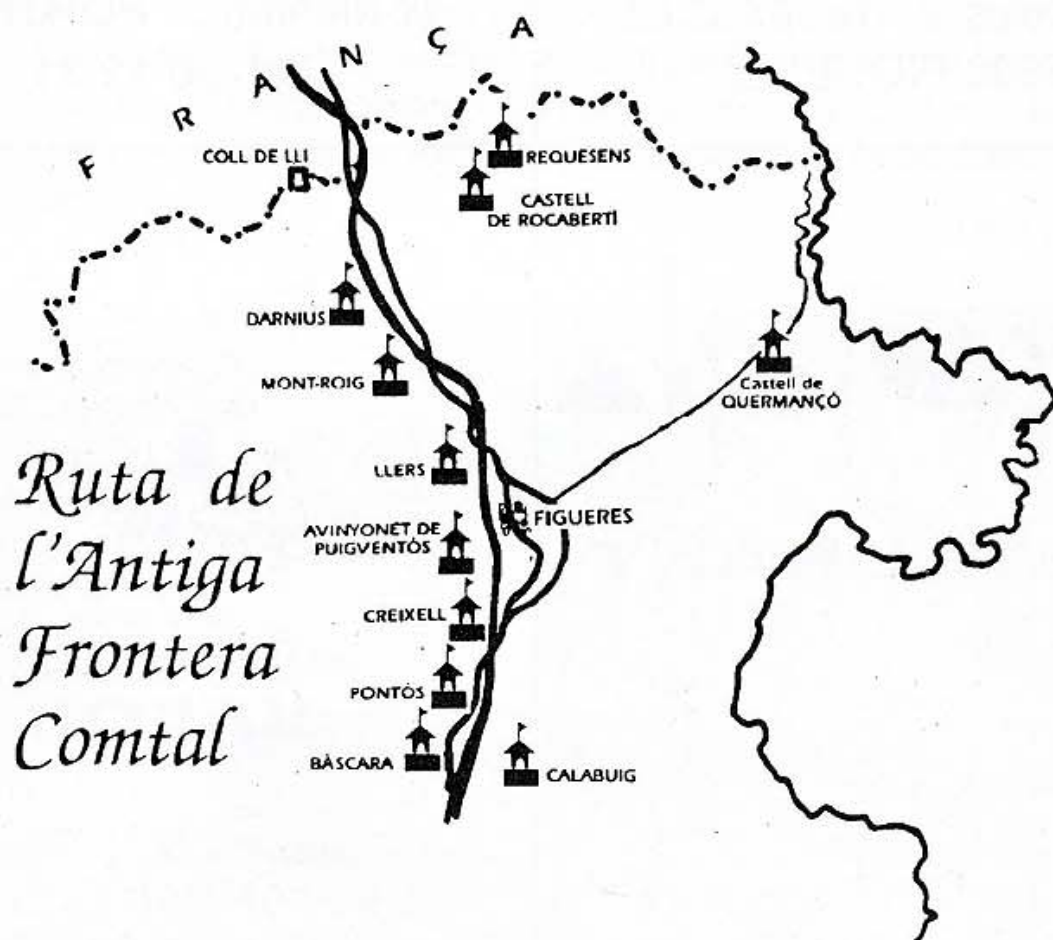 FRANÇA
COLL DE LLI
REQUESENS
CASTELL
DE ROCABERTÍ
DARNIUS
MONT-ROIG
Castell de
QUERMANÇÓ
LLERS
FIGUERES
AVINYONET DE
PUIGVENTÓS
CREIXELL
PONTÓS
BÀSCARA
CALABUIG
Ruta de
l'Antiga
Frontera
Comtal